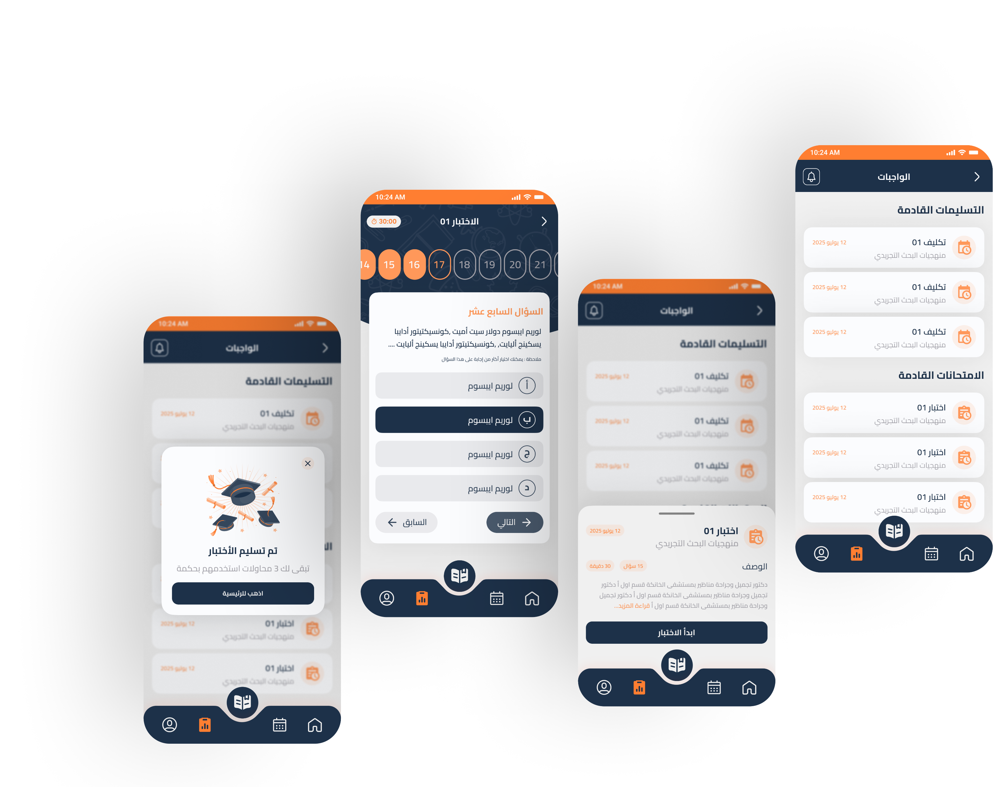 10:24 AM
الواجبات
التسليمات القادمة
تكليف 01
12 يوليو 2025
منهجيات البحث التجريدي
تكليف 01
12 يوليو 2025
منهجيات البحث التجريدي
تكليف 01
12 يوليو 2025
منهجيات البحث التجريدي
الامتحانات القادمة
اختبار 01
12 يوليو 2025
منهجيات البحث التجريدي
اختبار 01
12 يوليو 2025
منهجيات البحث التجريدي
اختبار 01
12 يوليو 2025
منهجيات البحث التجريدي
10:24 AM
الواجبات
التسليمات القادمة
تكليف 01
12 يوليو 2025
منهجيات البحث التجريدي
تكليف 01
12 يوليو 2025
منهجيات البحث التجريدي
تكليف 01
12 يوليو 2025
منهجيات البحث التجريدي
اختبار 01
12 يوليو 2025
منهجيات البحث التجريدي
الوصف
15 سؤال
30 دقيقة
دكتور تجميل وجراحة مناظير بمستشفى الخانكة قسم اول أ دكتور
تجميل وجراحة مناظير بمستشفى الخانكة قسم اول أ دكتور تجميل
وجراحة مناظير بمستشفى الخانكة قسم اول أ قراءة المزيد...
ابدأ الاختبار
10:24 AM
الاختبار 01
30:00
14 15 16 17 18 19 20 21
السؤال السابع عشر
لوريم ايبسوم دولار سيت أميت ,كونسيكتيتور أدايبا
يسكينج أليايت, ,كونسيكتيتور أدايبا يسكينج أليايت ....
ملاحظة : يمكنك اختيار أكثر من إجابة على هذا السؤال
أ لوريم ايبسوم
ب لوريم ايبسوم
ج لوريم ايبسوم
د لوريم ايبسوم
التالي
السابق
10:24 AM
الواجبات
التسليمات القادمة
تكليف 01
12 يوليو 2025
منهجيات البحث التجريدي
تم تسليم الأختبار
تبقى لك 3 محاولات استخدمهم بحكمة
اذهب للرئيسية
اختبار 01
12 يوليو 2025
منهجيات البحث التجريدي
اختبار 01
12 يوليو 2025
منهجيات البحث التجريدي